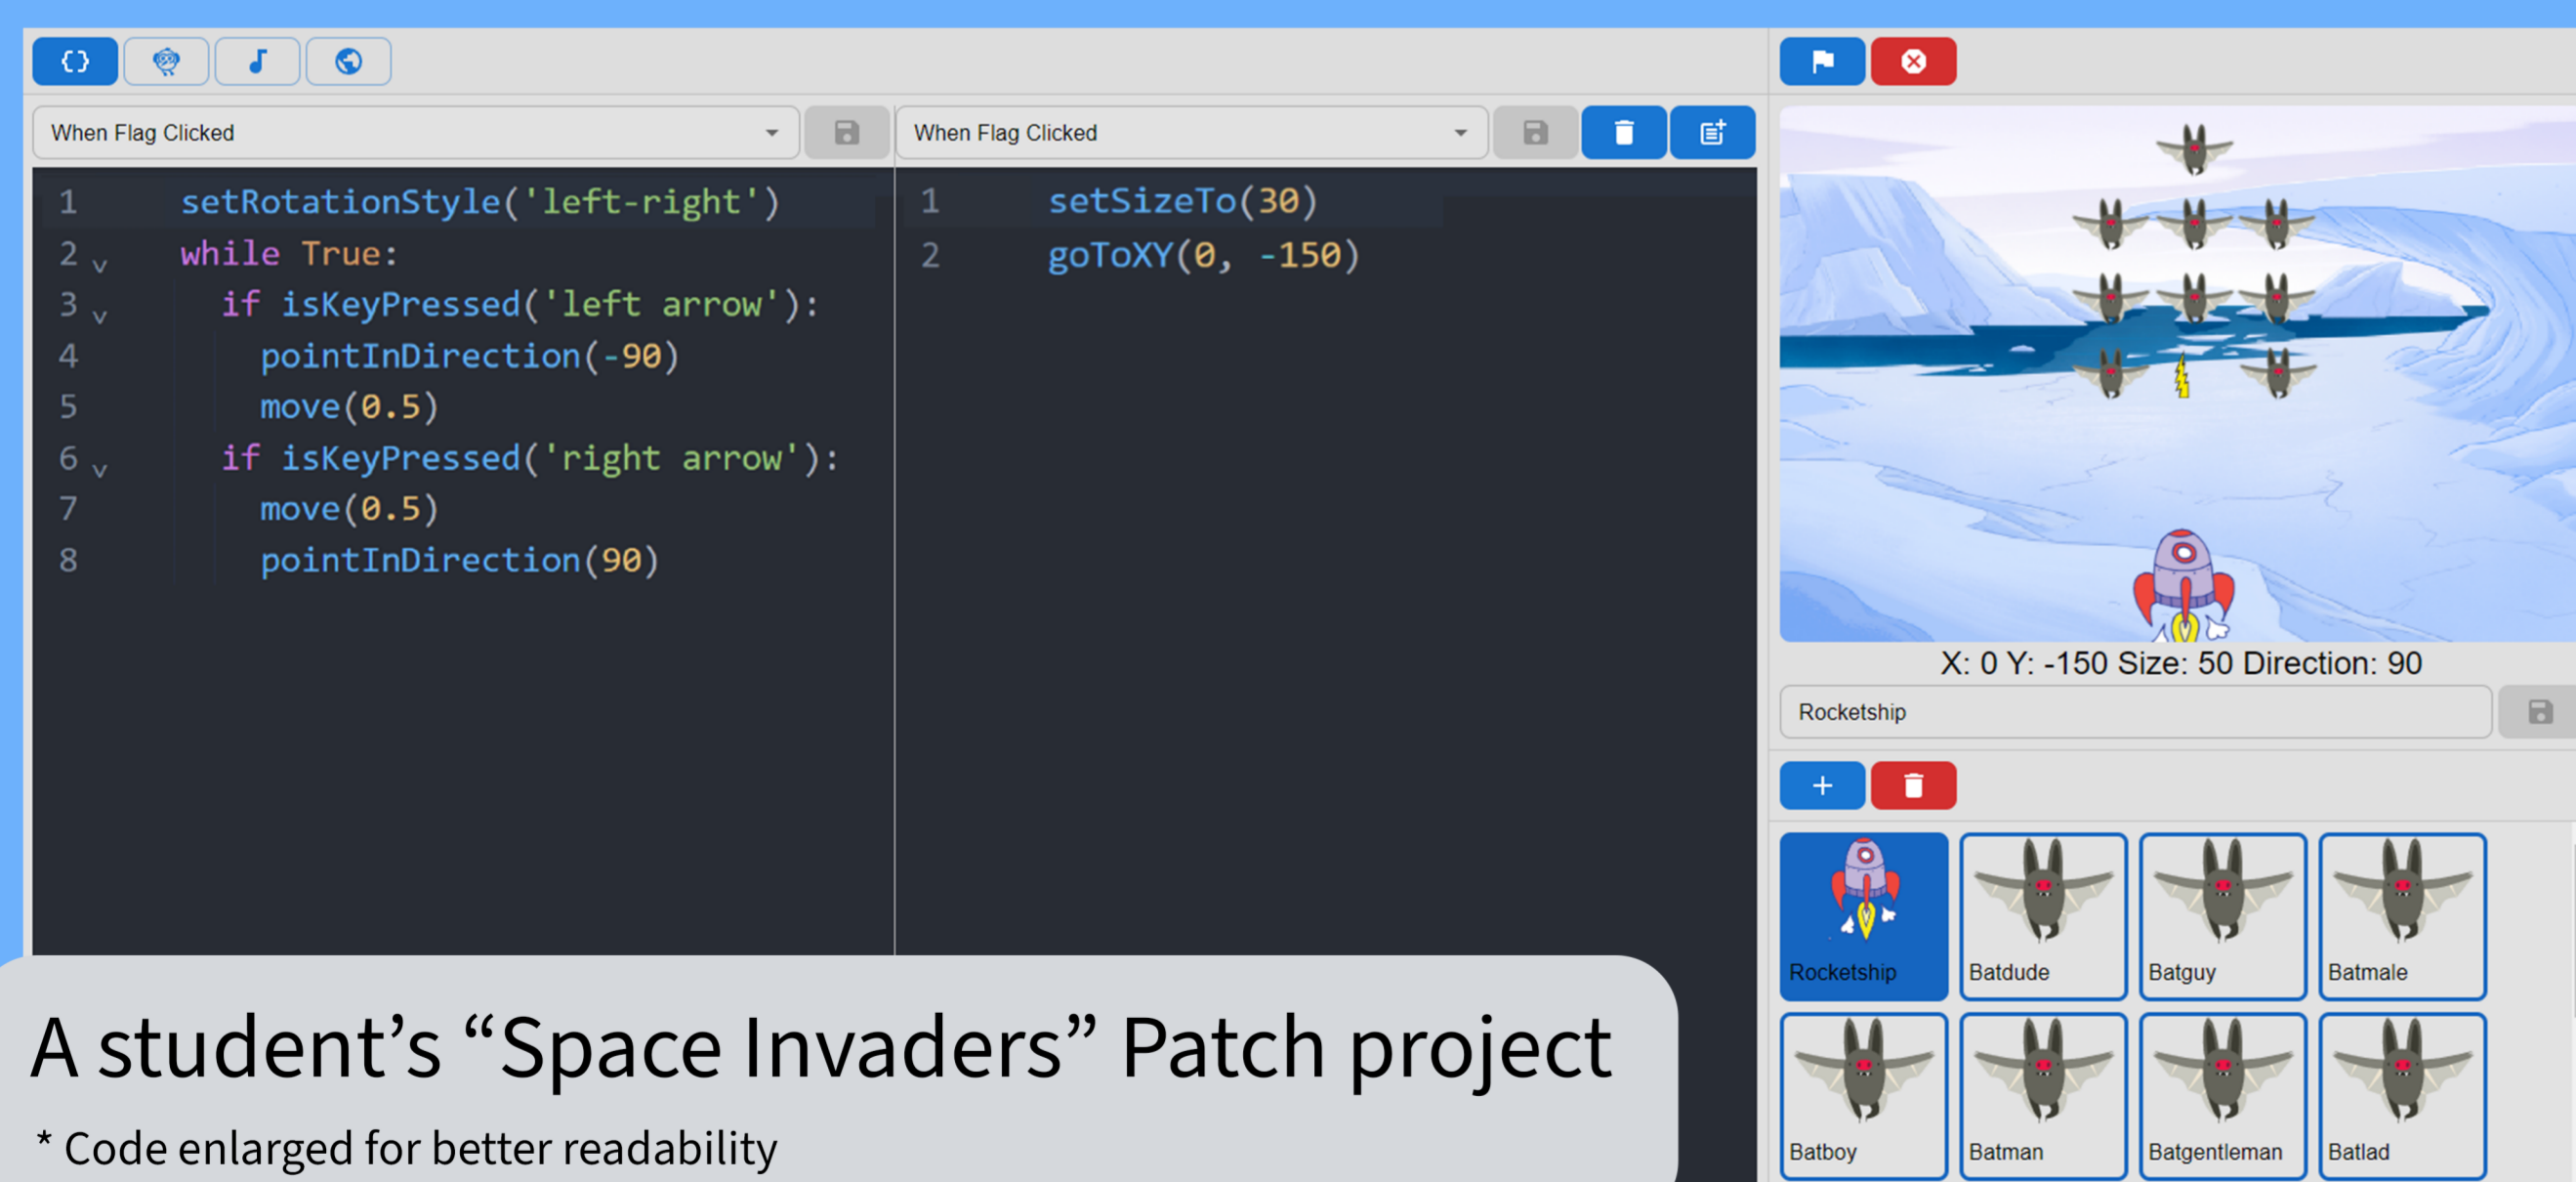 When Flag Clicked
1 setRotationStyle('left-right')
2 while True:
3 if isKeyPressed('left arrow'):
4 pointInDirection(-90)
5 move(0.5)
6 if isKeyPressed('right arrow'):
7 move(0.5)
8 pointInDirection(90)
When Flag Clicked
1 setSizeTo(30)
2 goToXY(0, -150)
X: 0 Y: -150 Size: 50 Direction: 90
Rocketship
Rocketship Batdude Batguy Batmale
Batboy Batman Batgentleman Batlad
A student’s “Space Invaders” Patch project
* Code enlarged for better readability